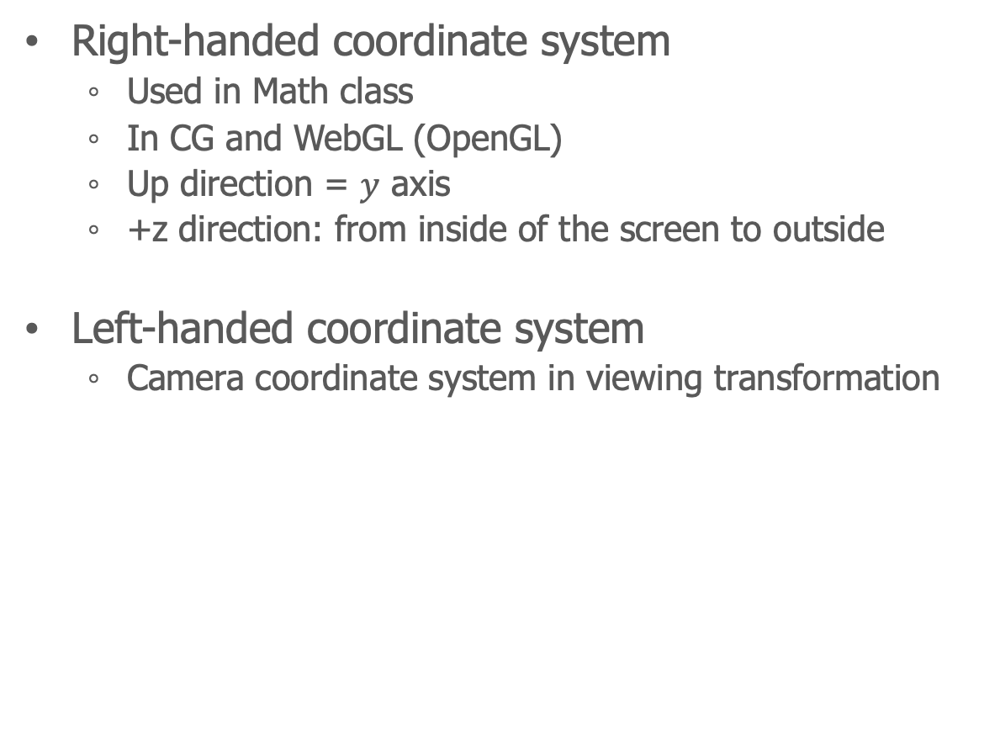 • Right-handed coordinate system
◦ Used in Math class
◦ In CG and WebGL (OpenGL)
◦ Up direction = y axis
◦ +z direction: from inside of the screen to outside
• Left-handed coordinate system
◦ Camera coordinate system in viewing transformation